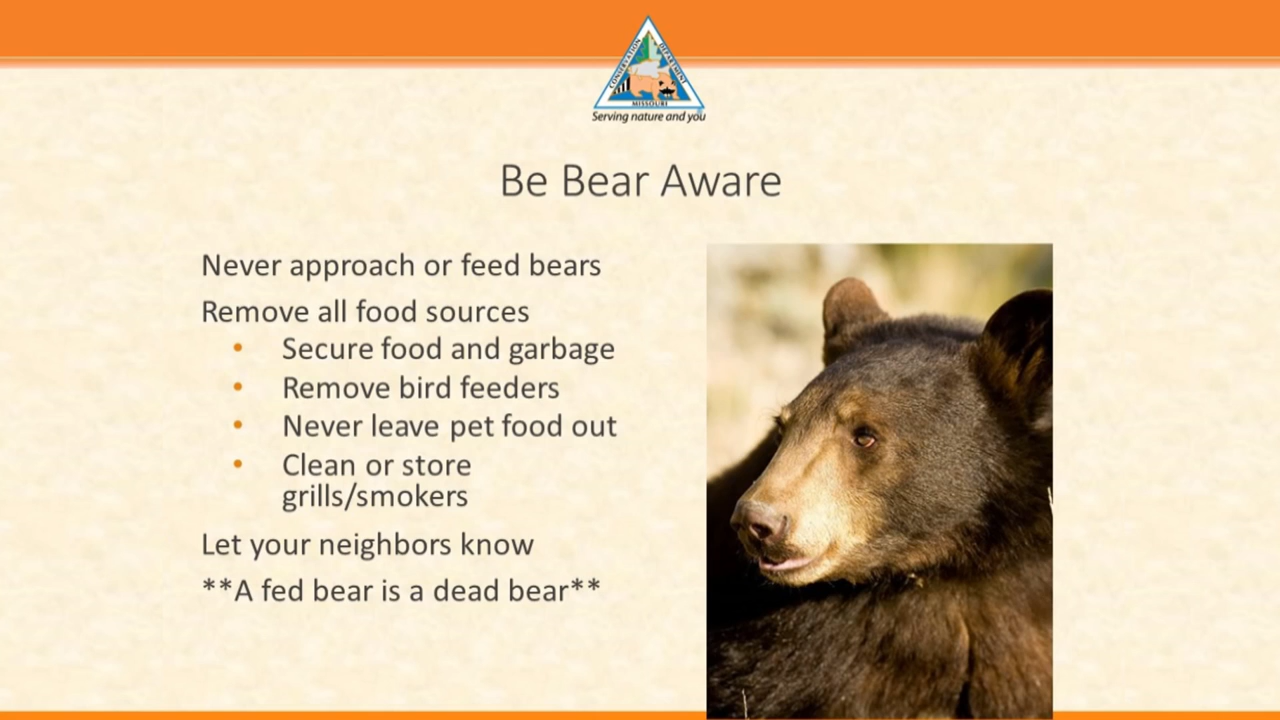 CONSERVATION DEPARTMENT
MISSOURI
Serving nature and you
Be Bear Aware
Never approach or feed bears
Remove all food sources
• Secure food and garbage
• Remove bird feeders
• Never leave pet food out
• Clean or store
grills/smokers
Let your neighbors know
**A fed bear is a dead bear**